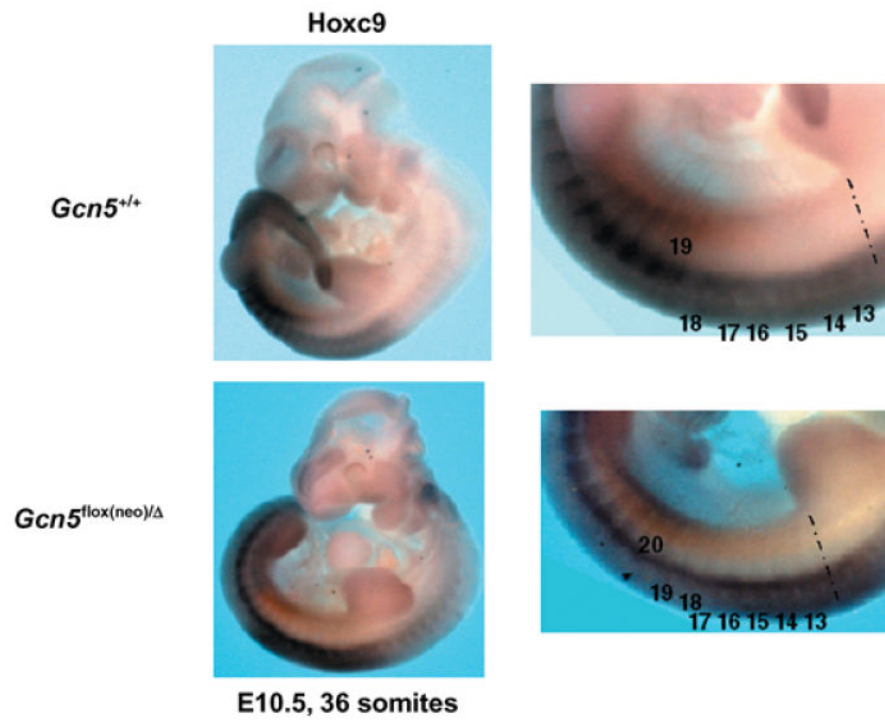 Hoxc9
Gcn5+/+
19
18 17 16 15 14 13
Gcn5flox(neo)/Δ
20
19 18
17 16 15 14 13
E10.5, 36 somites